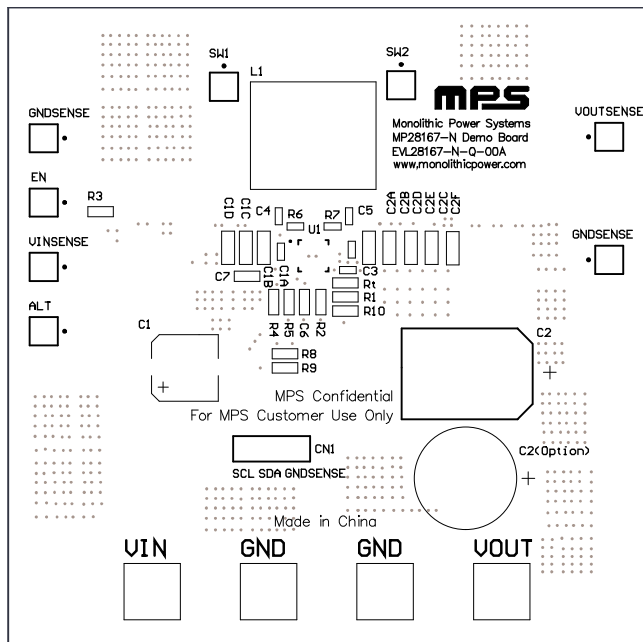 SW1
SW2
L1
MPS
Monolithic Power Systems
MP28167-N Demo Board
EVL28167-N-Q-00A
www.monolithicpower.com
GNDSENSE
VOUTSENSE
EN
R3
C1D
C1C
C4
R6
R7
C5
C2A
C2B
C2D
C2E
C2C
C2F
U1
VINSENSE
GNDSENSE
C7
C1B
C1A
C3
Rt
R1
R10
ALT
C1
R4
R5
C6
R2
C2
R8
R9
+
+
MPS Confidential
For MPS Customer Use Only
CN1
C2(Option)
SCL SDA GNDSENSE
+
Made in China
VIN
GND
GND
VOUT